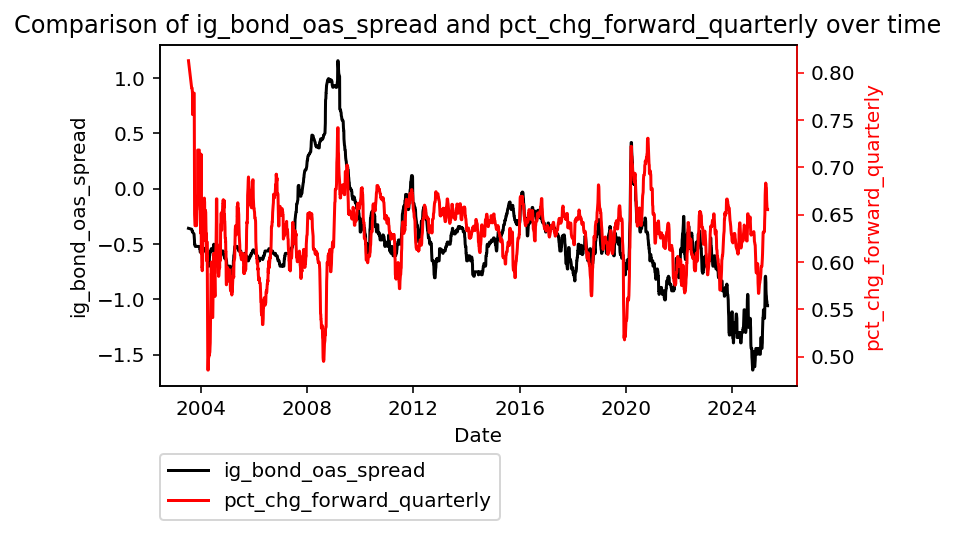 Comparison of ig_bond_oas_spread and pct_chg_forward_quarterly over time
ig_bond_oas_spread
1.0
0.5
0.0
−0.5
−1.0
−1.5
0.80
0.75
0.70
0.65
0.60
0.55
0.50
pct_chg_forward_quarterly
2004 2008 2012 2016 2020 2024
Date
ig_bond_oas_spread
pct_chg_forward_quarterly